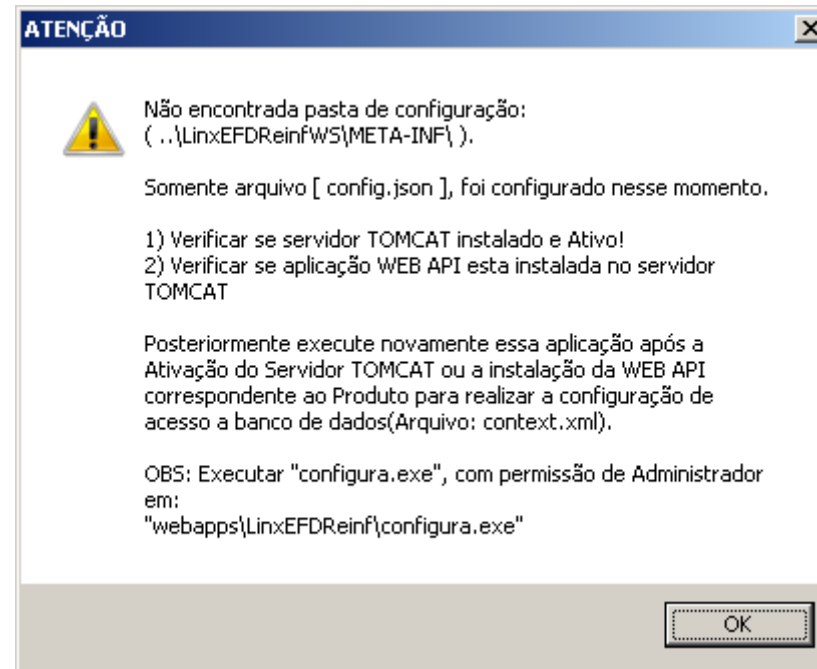 ATENÇÃO
Não encontrada pasta de configuração:
( ..\LinxEFDReinfWS\META-INF\ ).
Somente arquivo [ config.json ], foi configurado nesse momento.
1) Verificar se servidor TOMCAT instalado e Ativo!
2) Verificar se aplicação WEB API esta instalada no servidor
TOMCAT
Posteriormente execute novamente essa aplicação após a
Ativação do Servidor TOMCAT ou a instalação da WEB API
correspondente ao Produto para realizar a configuração de
acesso a banco de dados(Arquivo: context.xml).
OBS: Executar "configura.exe", com permissão de Administrador
em:
"webapps\LinxEFDReinf\configura.exe"
OK